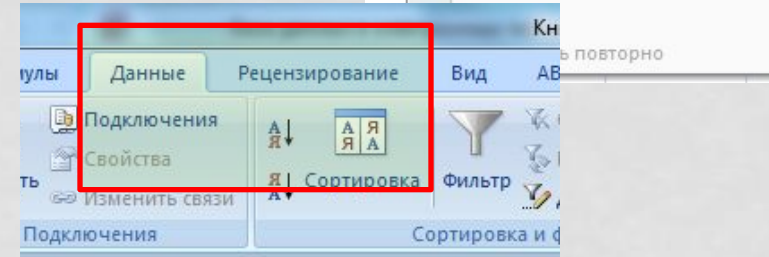 Кн
ь повторно
улы Данные Рецензирование Вид АВ
Подключения
А Я А Я Я А
Свойства
ть Я А Сортировка Фильтр
Изменить связи
Подключения Сортировка и ф